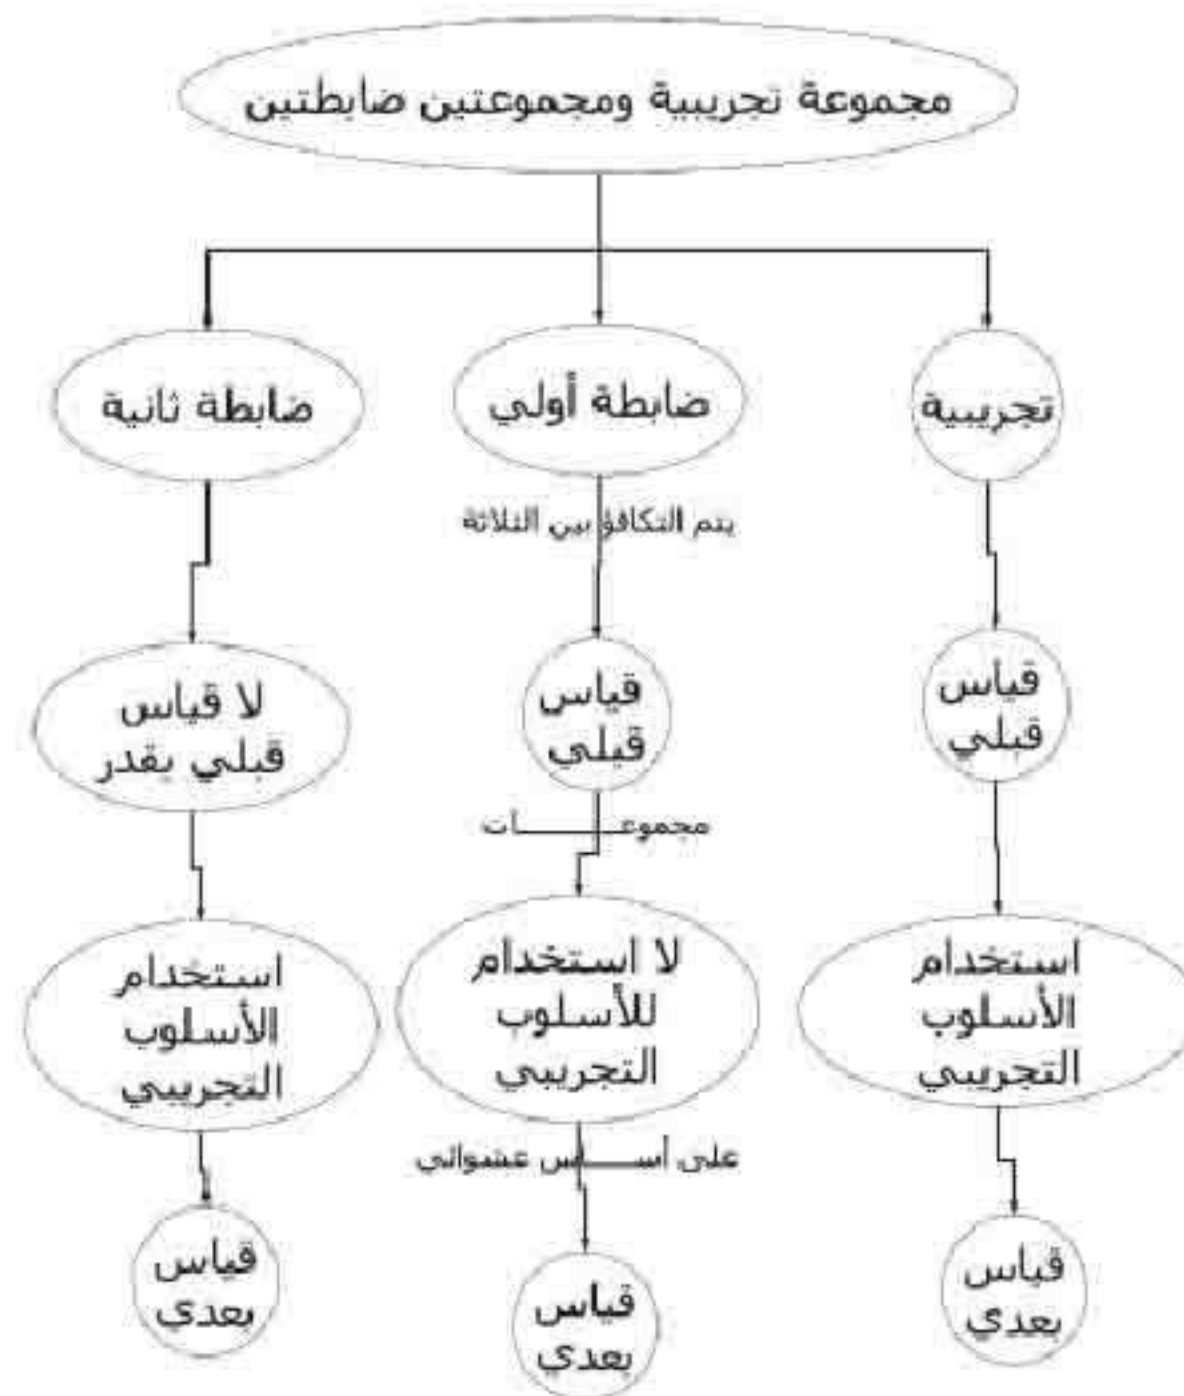 مجموعة تجريبية ومجموعتين ضابطتين
تجريبية
ضابطة أولي
ضابطة ثانية
يتم التكافؤ بين الثلاثة
قياس
قبلي
قياس
قبلي
لا قياس
قبلي يقدر
مجموعـــــــات
استخدام
الأسلوب
التجريبي
لا استخدام
للأسلوب
التجريبي
استخدام
الأسلوب
التجريبي
على أســـــاس عشوائي
قياس
بعدي
قياس
بعدي
قياس
بعدي